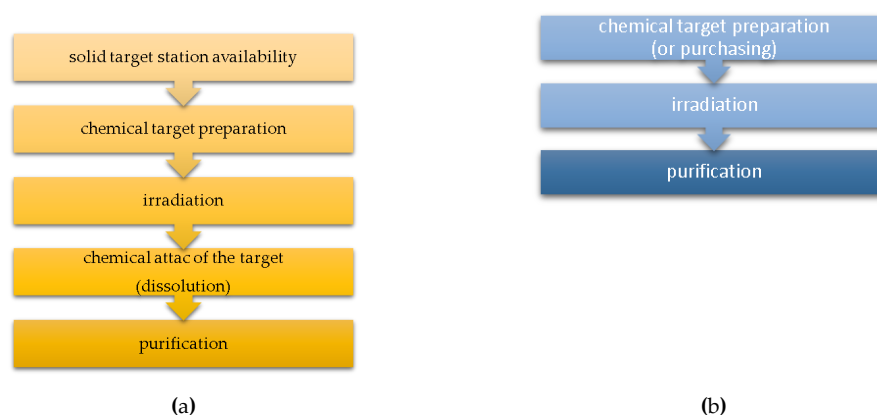 solid target station availability
chemical target preparation
irradiation
chemical attac of the target
(dissolution)
purification
(a)
chemical target preparation
(or purchasing)
irradiation
purification
(b)